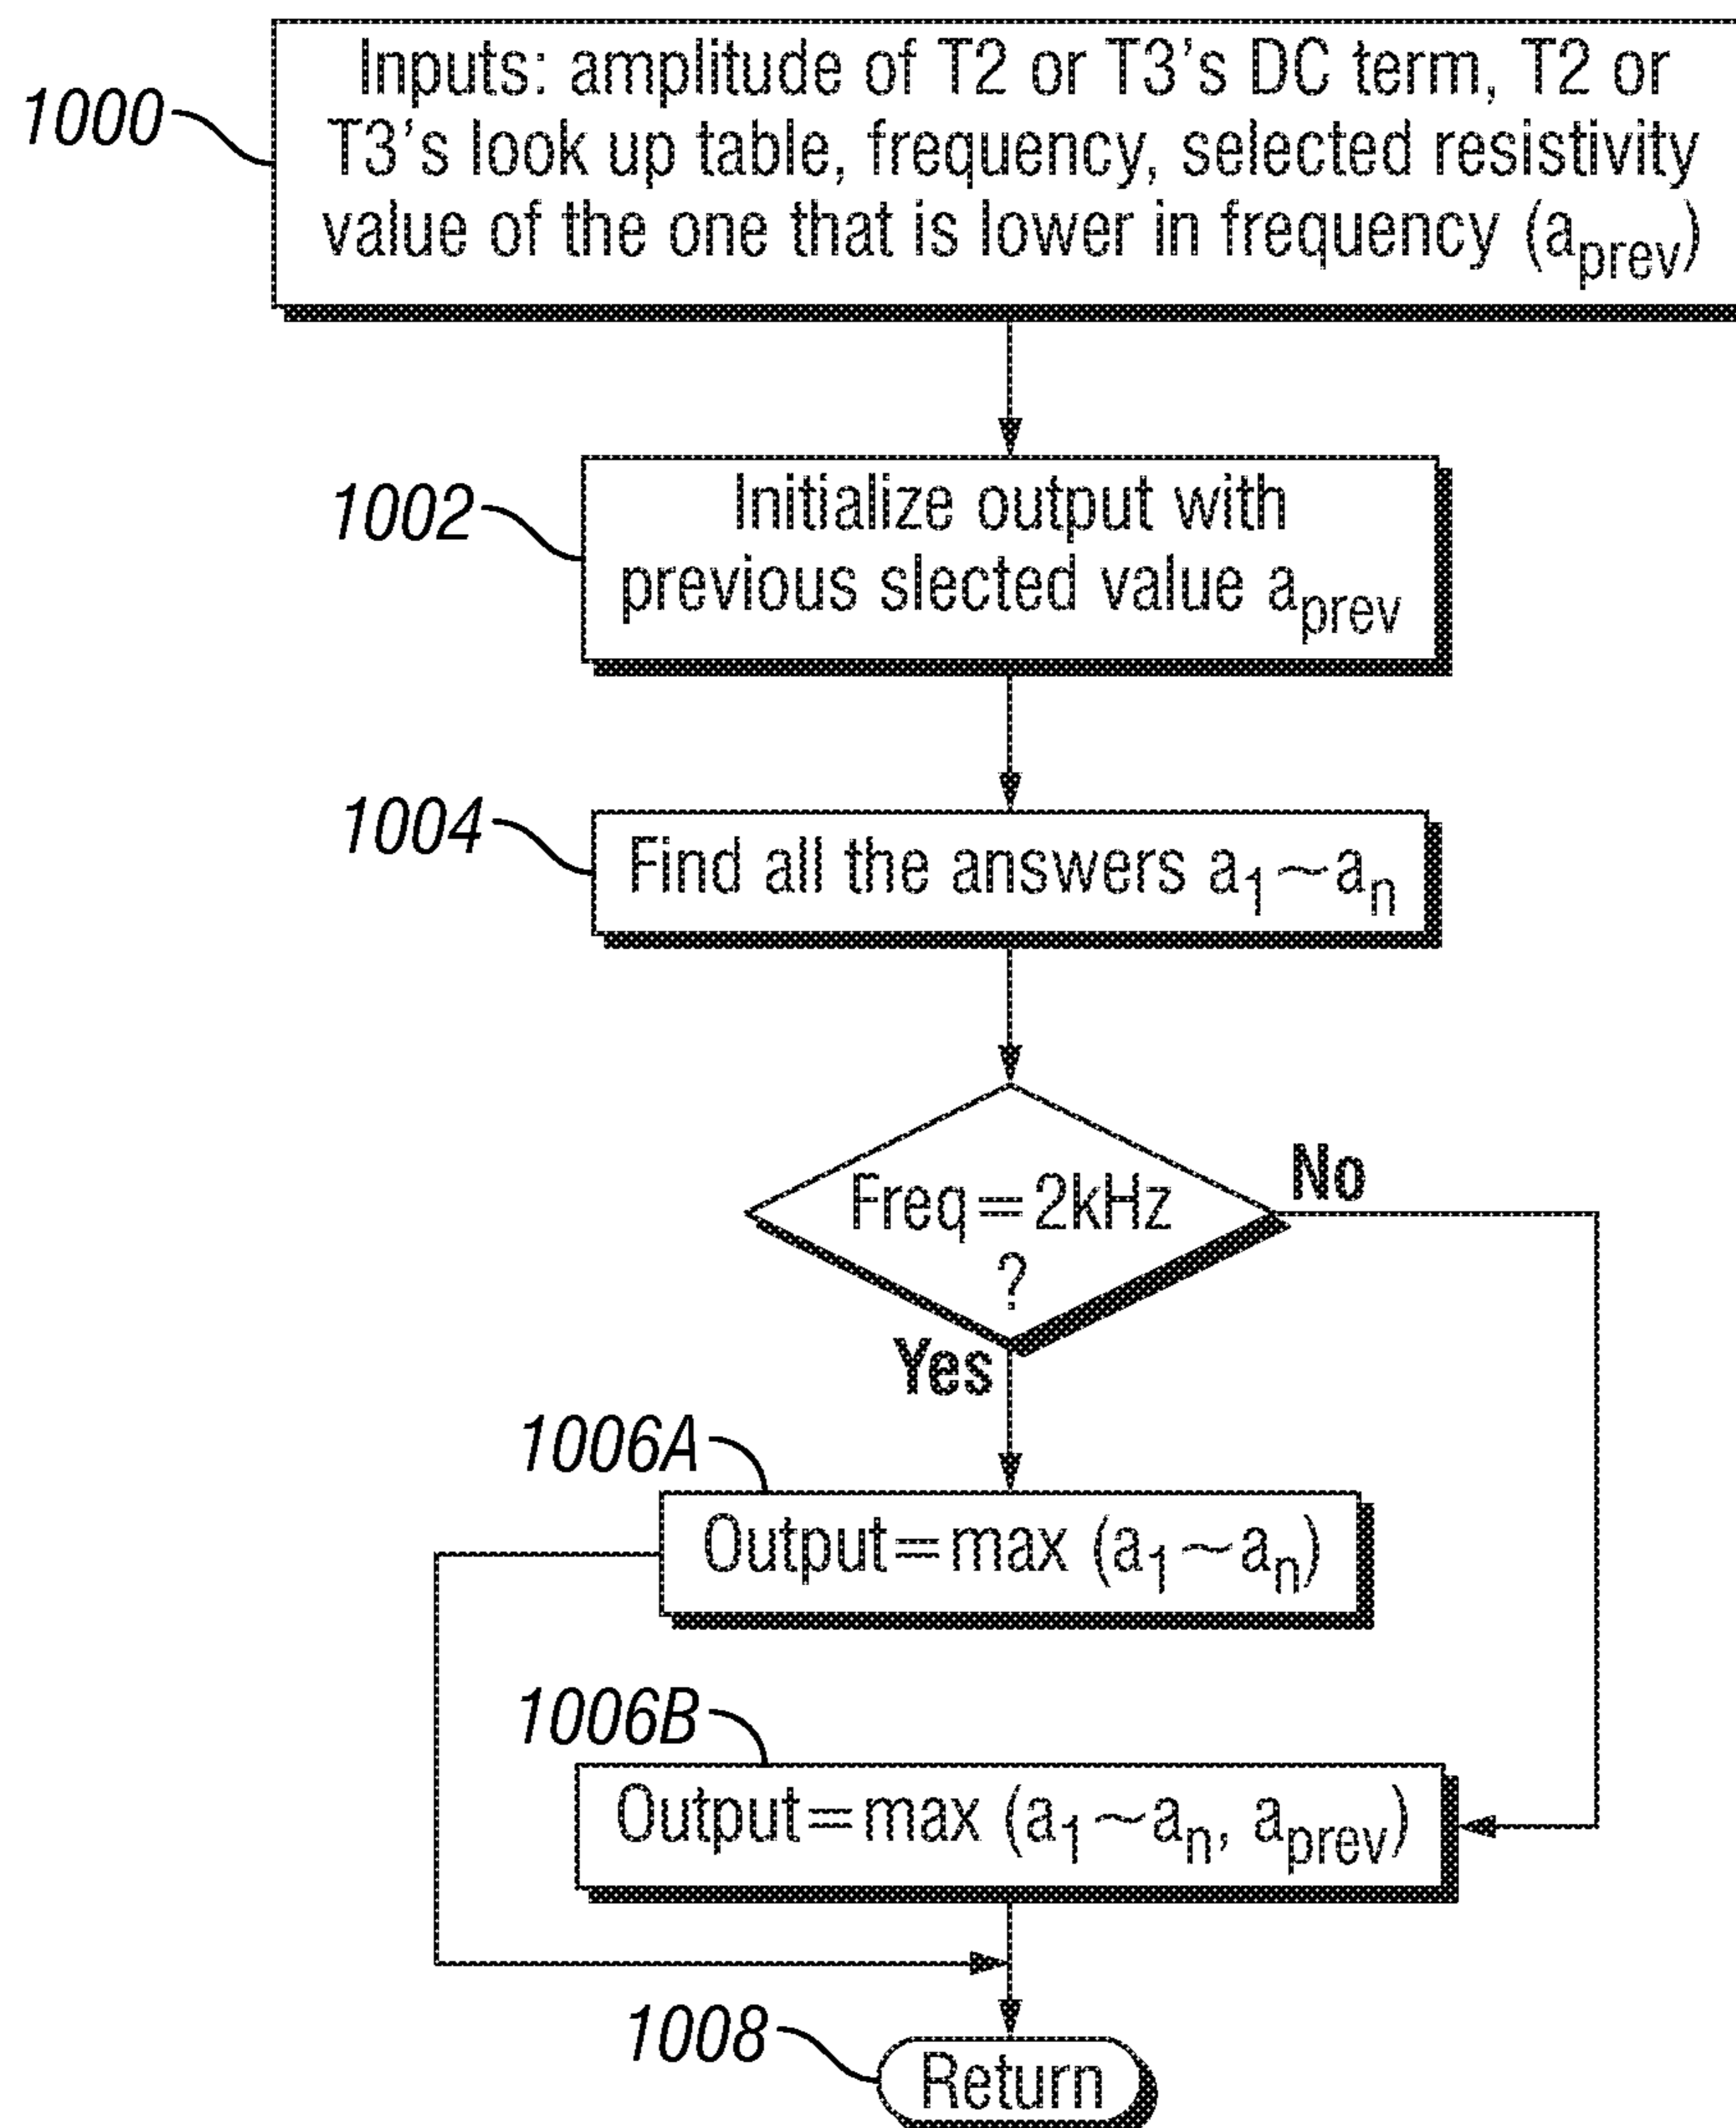 1000
Inputs: amplitude of T2 or T3's DC term, T2 or
T3's look up table, frequency, selected resistivity
value of the one that is lower in frequency (aprev)
1002
Initialize output with
previous slected value aprev
1004
Find all the answers a1~an
Freq=2kHz
?
No
Yes
1006A
Output=max (a1~an)
1006B
Output=max (a1~an, aprev)
1008
Return